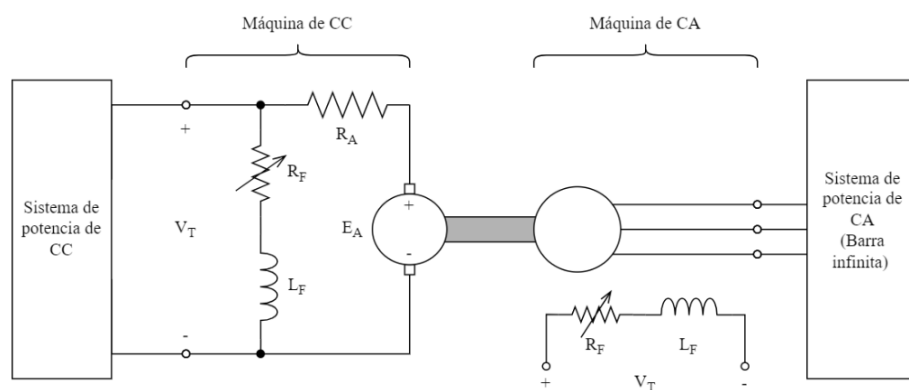 Máquina de CC
Máquina de CA
Sistema de
potencia de
CC
+
V_T
-
R_F
L_F
R_A
E_A
+
-
R_F
L_F
+
V_T
-
Sistema de
potencia de
CA
(Barra
infinita)